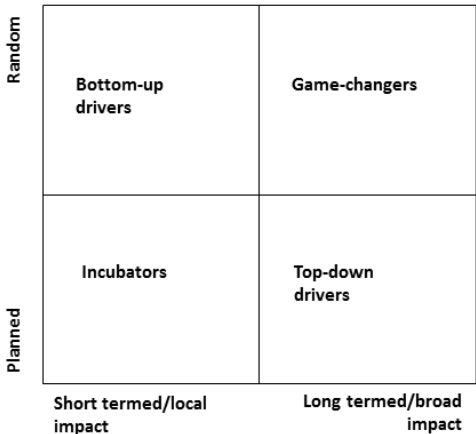 Random
Bottom-up
drivers
Game-changers
Incubators
Top-down
drivers
Planned
Short termed/local
impact
Long termed/broad
impact